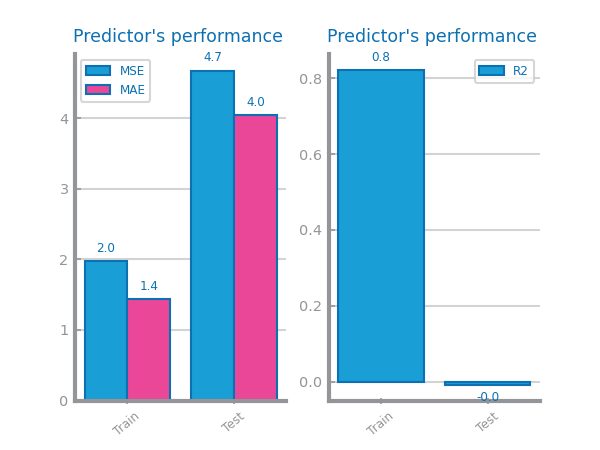 Predictor's performance
4.7
4.0
2.0
1.4
MSE
MAE
4
3
2
1
0
Train
Test
Predictor's performance
0.8
-0.0
R2
0.8
0.6
0.4
0.2
0.0
Train
Test